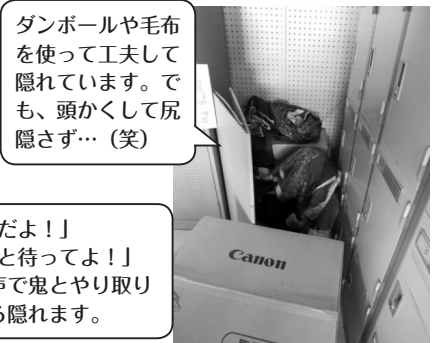 ダンボールや毛布
を使って工夫して
隠れています。で
も、頭かくして尻
隠さず…（笑）
だよ！」
と待ってよ！」
声で鬼とやり取り
隠れます。
Canon